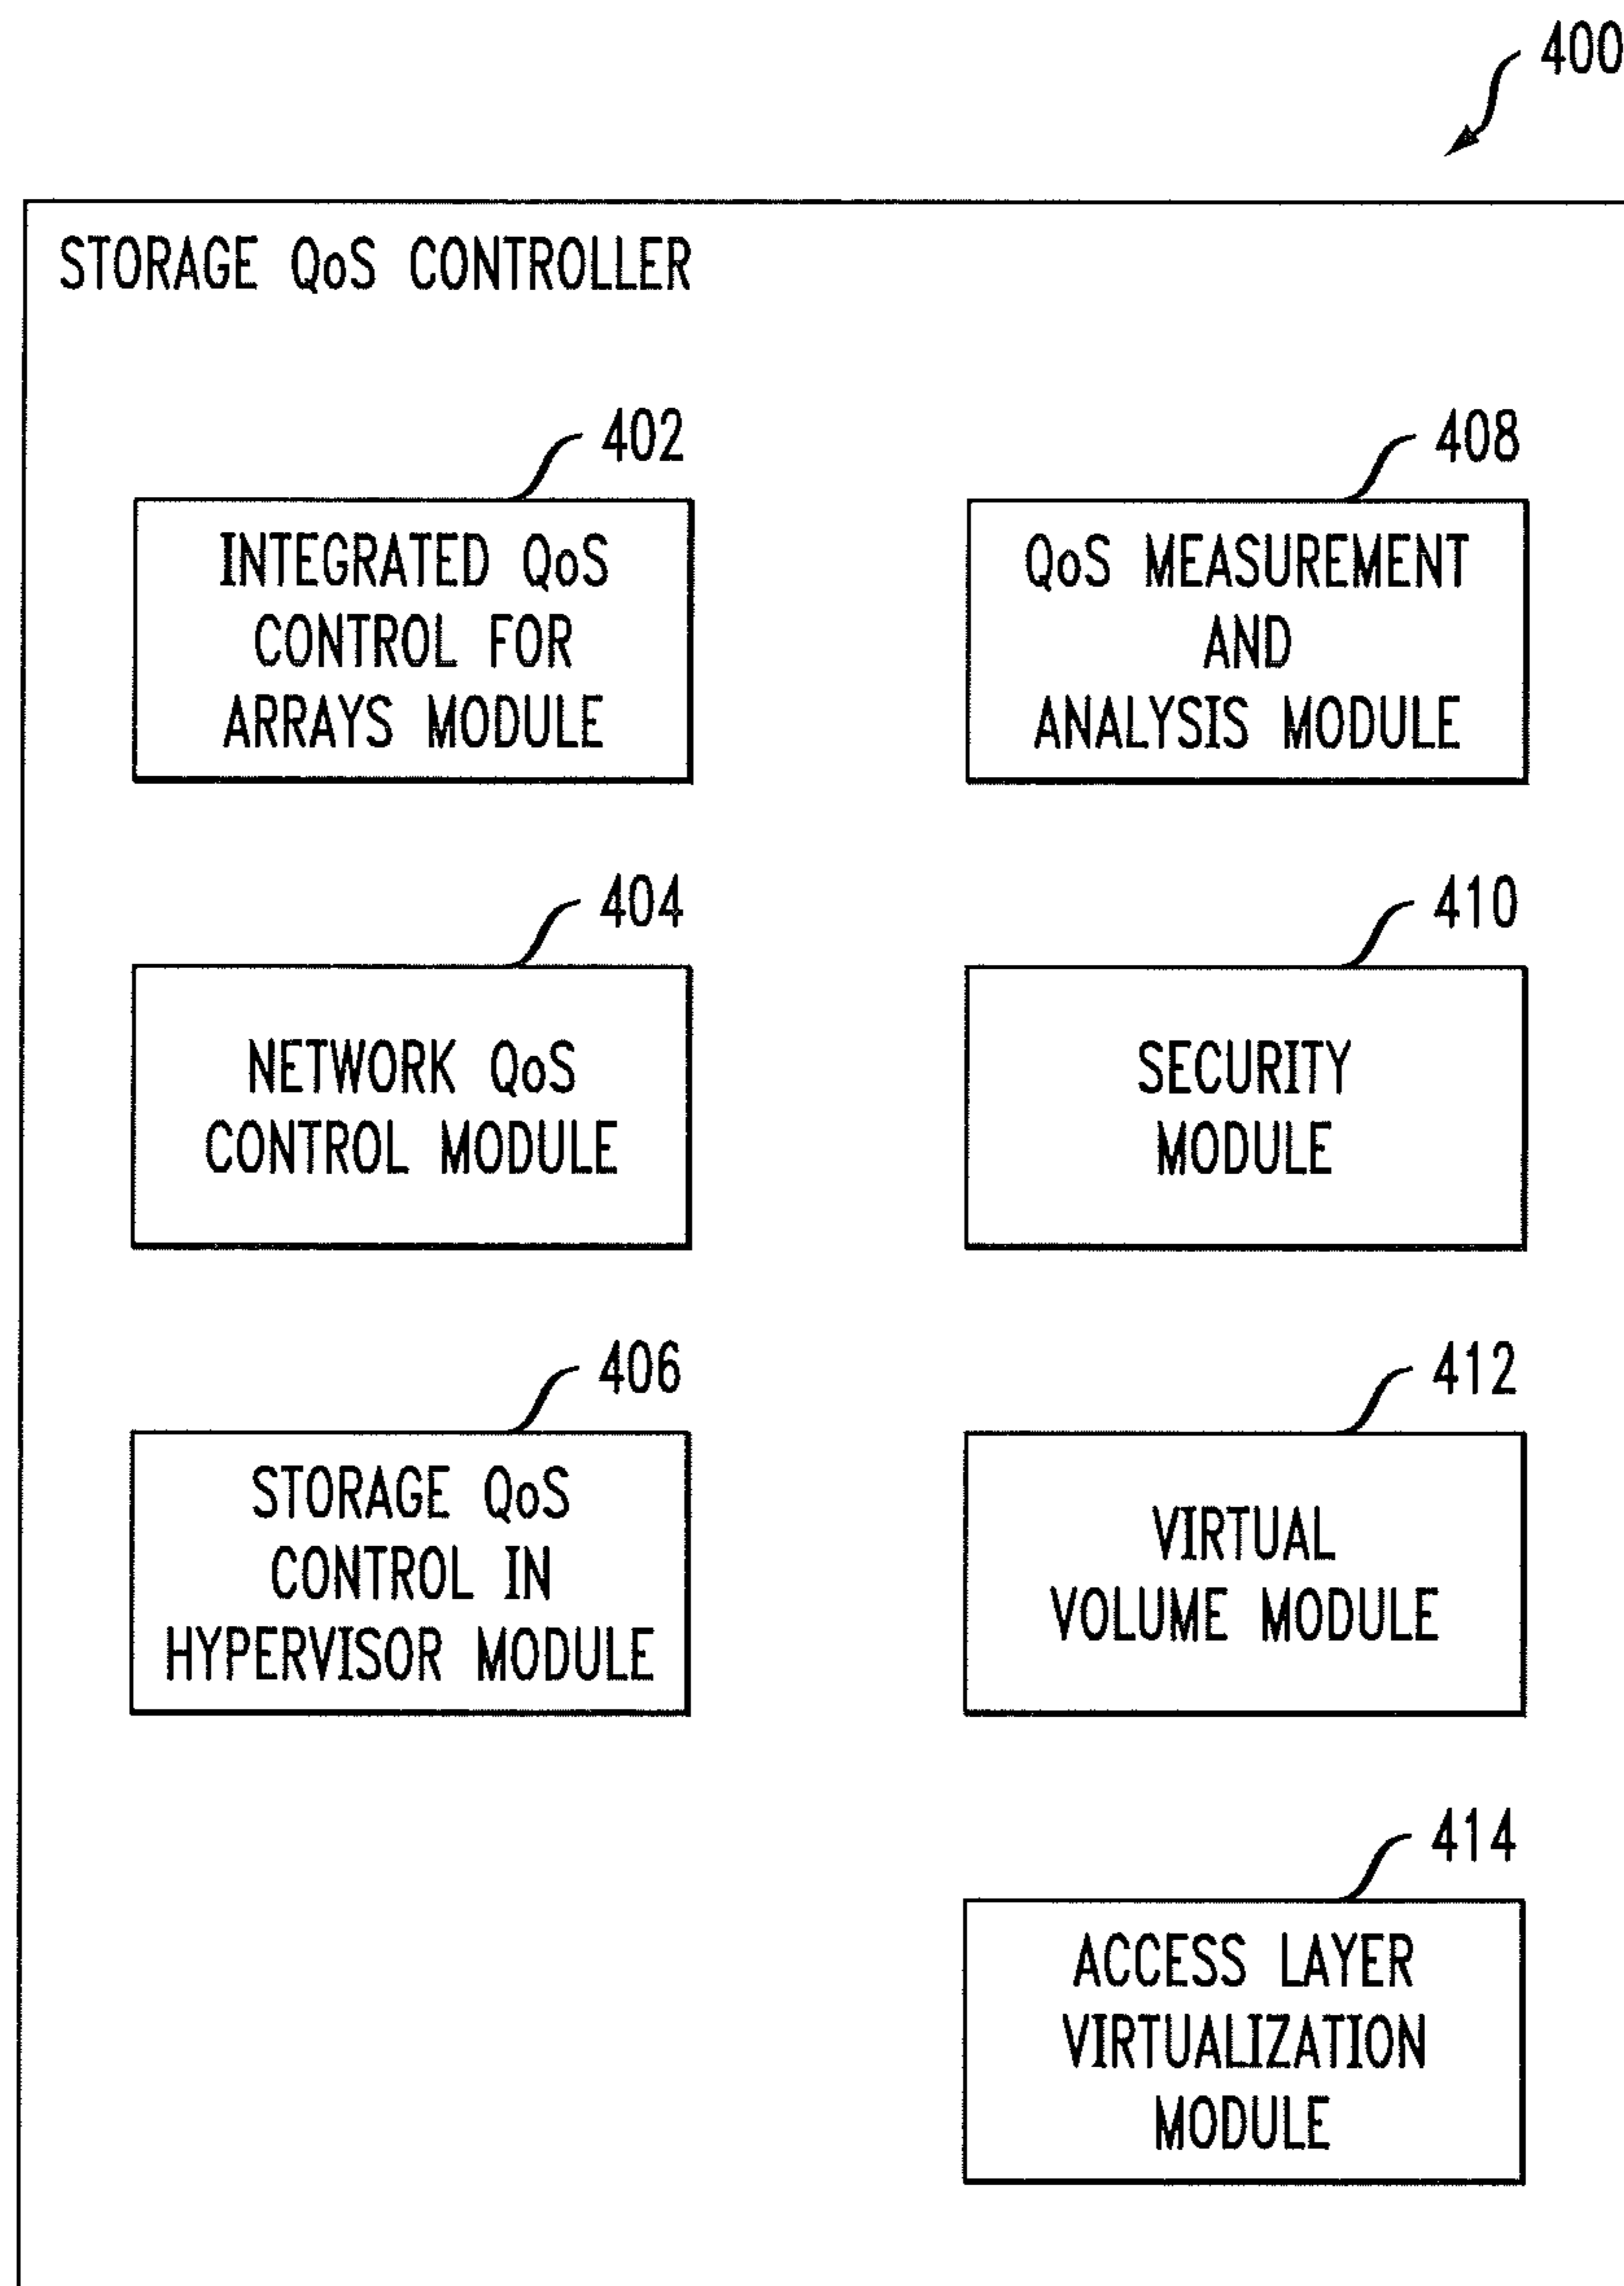 400
STORAGE QoS CONTROLLER
402
INTEGRATED QoS
CONTROL FOR
ARRAYS MODULE
404
NETWORK QoS
CONTROL MODULE
406
STORAGE QoS
CONTROL IN
HYPERVISOR MODULE
408
QoS MEASUREMENT
AND
ANALYSIS MODULE
410
SECURITY
MODULE
412
VIRTUAL
VOLUME MODULE
414
ACCESS LAYER
VIRTUALIZATION
MODULE